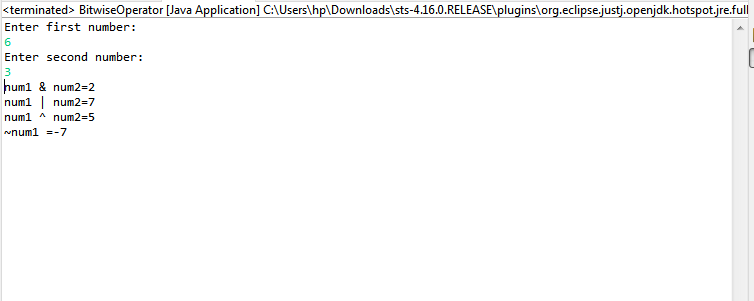 <terminated> BitwiseOperator [Java Application] C:\Users\hp\Downloads\sts-4.16.0.RELEASE\plugins\org.eclipse.justj.openjdk.hotspot.jre.full
Enter first number:
6
Enter second number:
3
num1 & num2=2
num1 | num2=7
num1 ^ num2=5
~num1 =-7